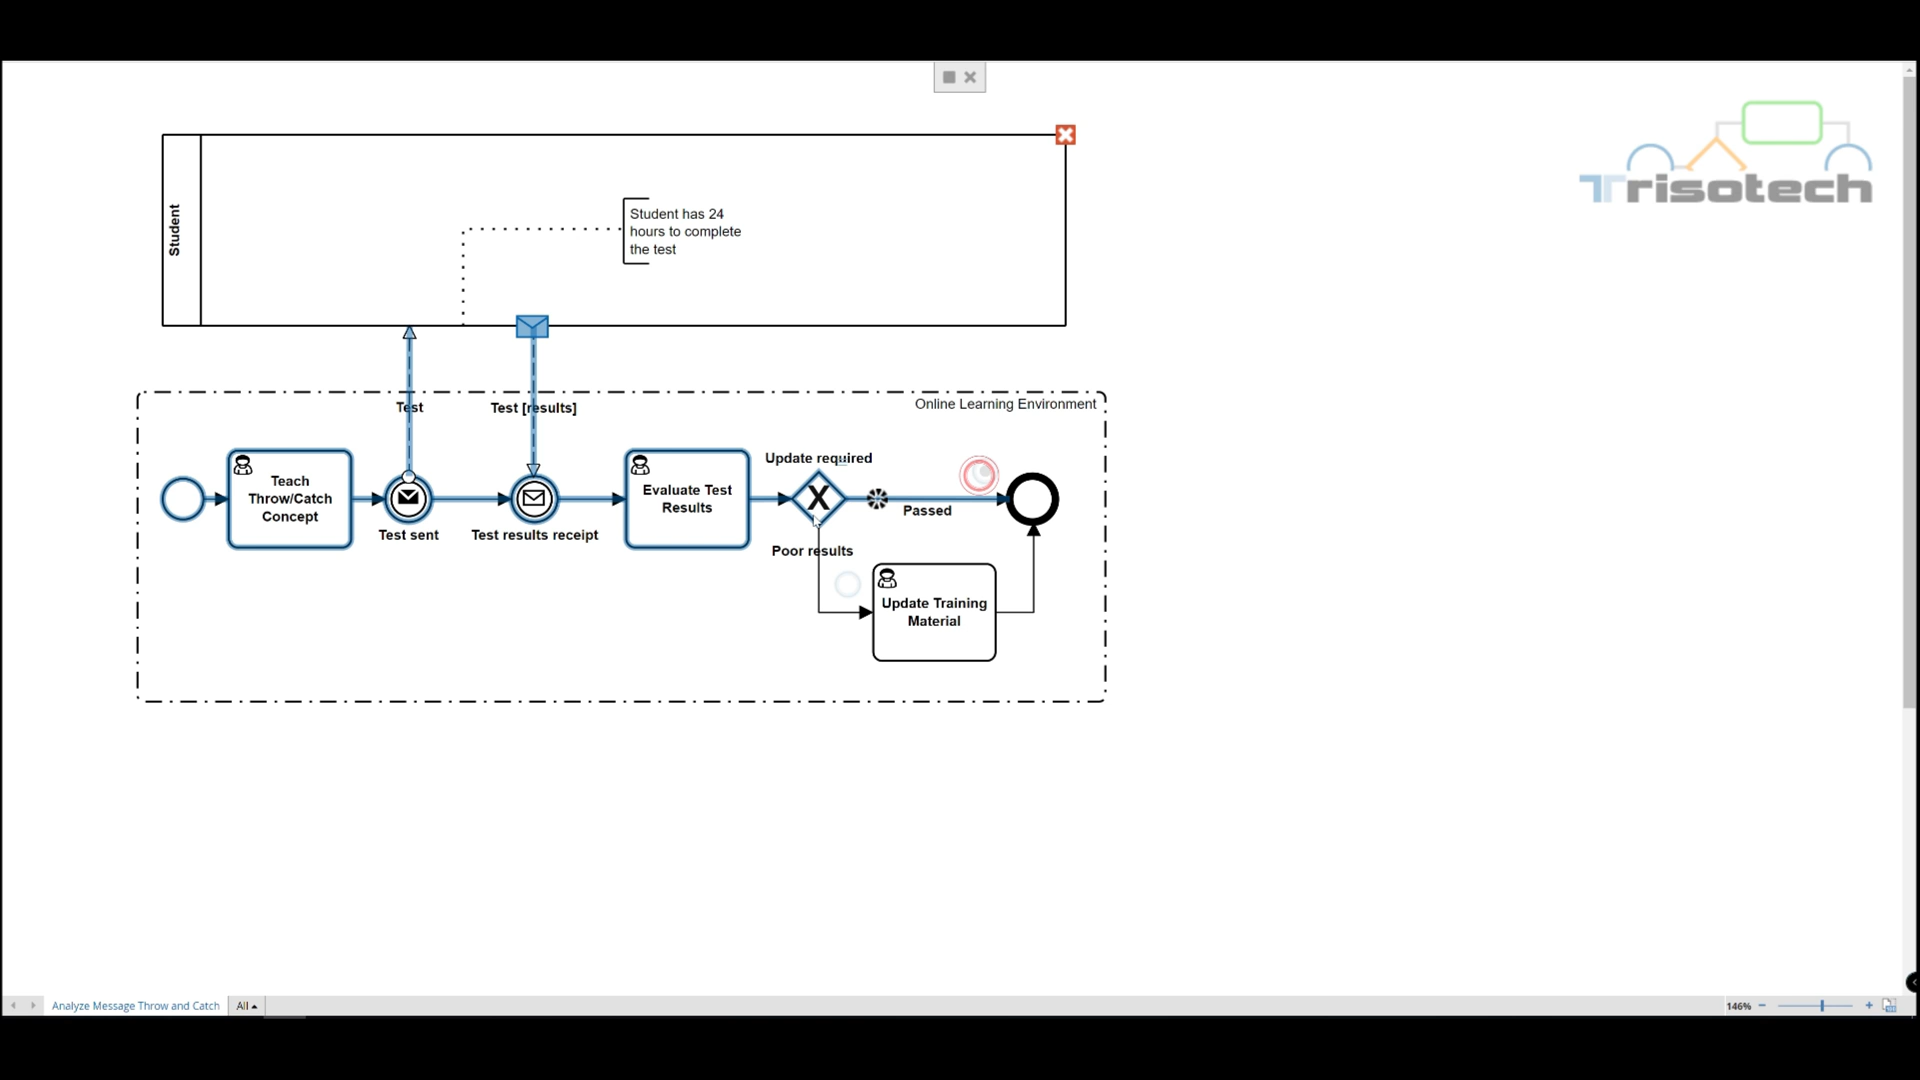 Trisotech
Student
Student has 24
hours to complete
the test
Test
Test [results]
Online Learning Environment
Teach
Throw/Catch
Concept
Test sent
Test results receipt
Evaluate Test
Results
Update required
X
Passed
Poor results
Update Training
Material
Analyze Message Throw and Catch
All
146%